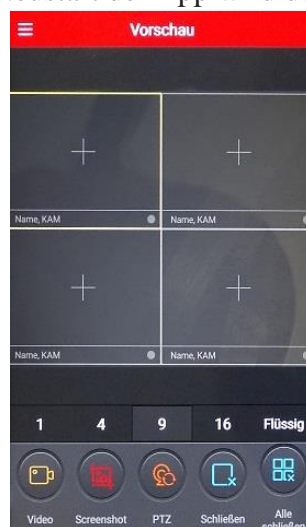 Vorschau
Name, KAM
Name, KAM
Name, KAM
Name, KAM
1 4 9 16 Flüssig
Video Screenshot PTZ Schließen Alle
schließen